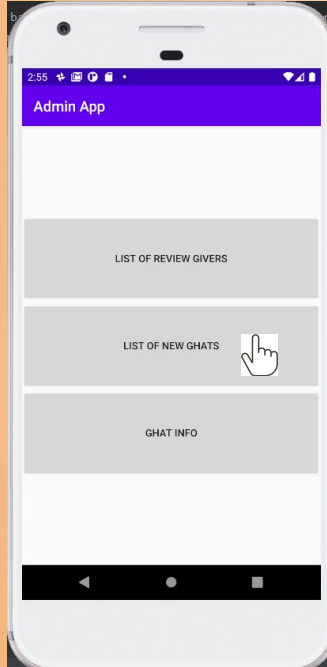 2:55
Admin App
LIST OF REVIEW GIVERS
LIST OF NEW GHATS
GHAT INFO